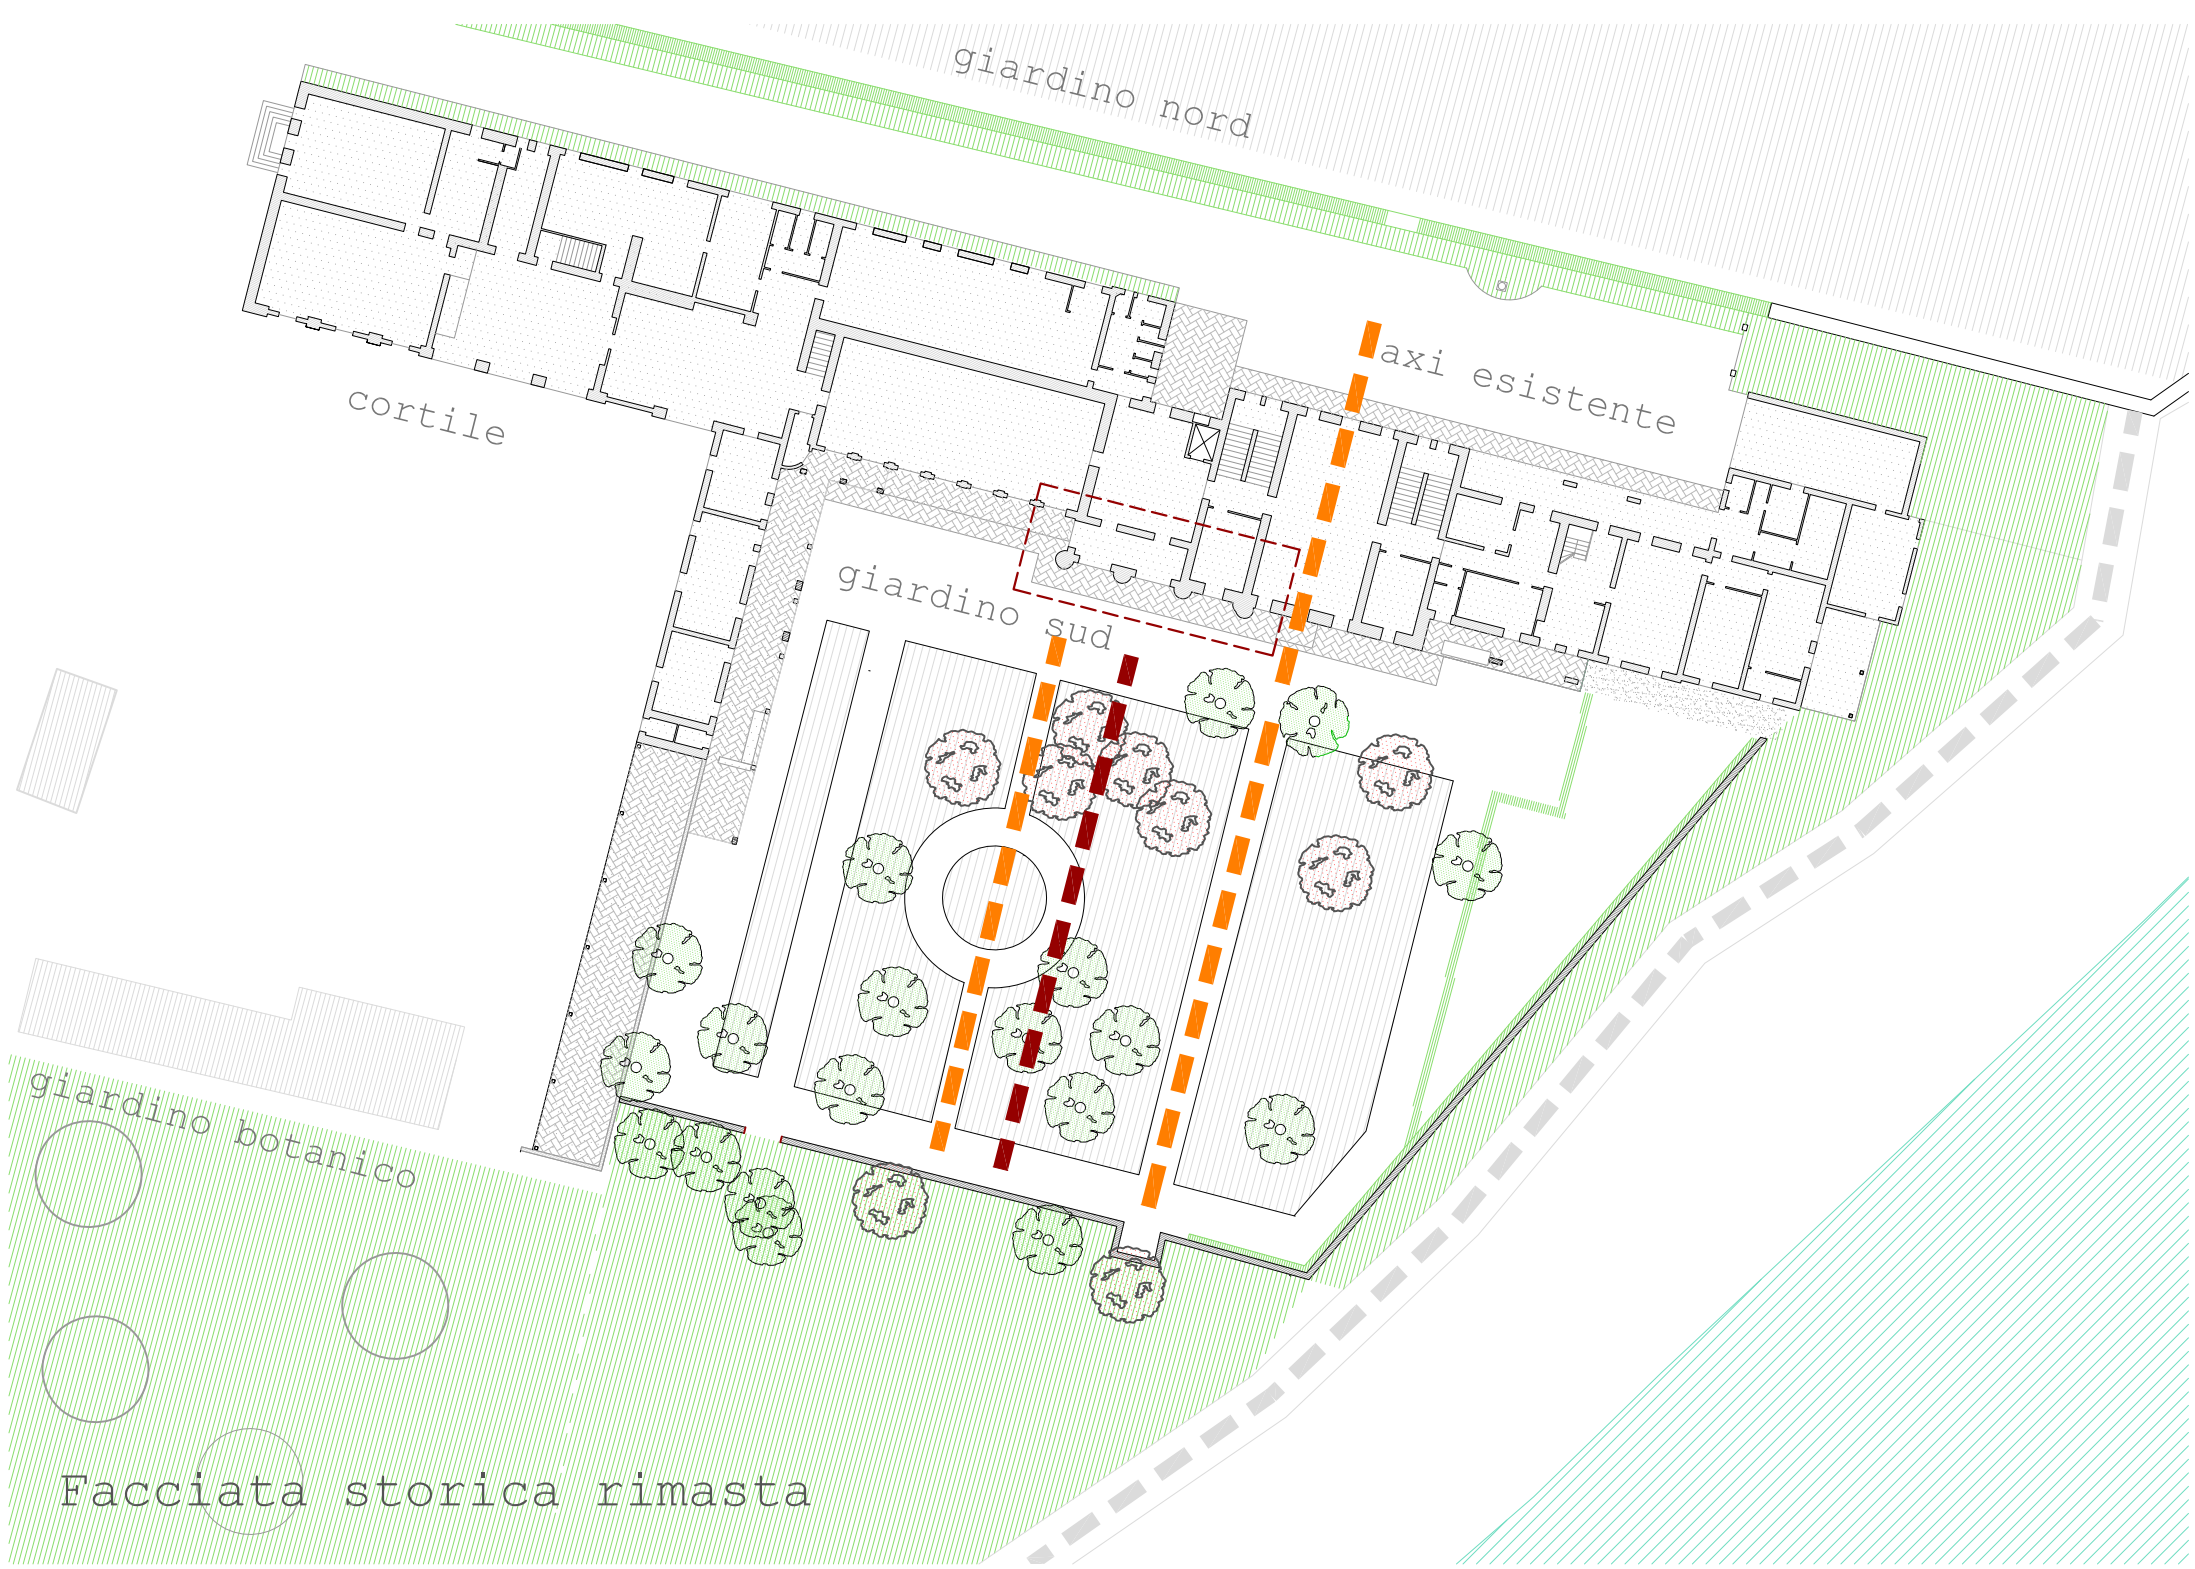 giardino nord
axi esistente
cortile
giardino sud
giardino botanico
Facciata storica rimasta